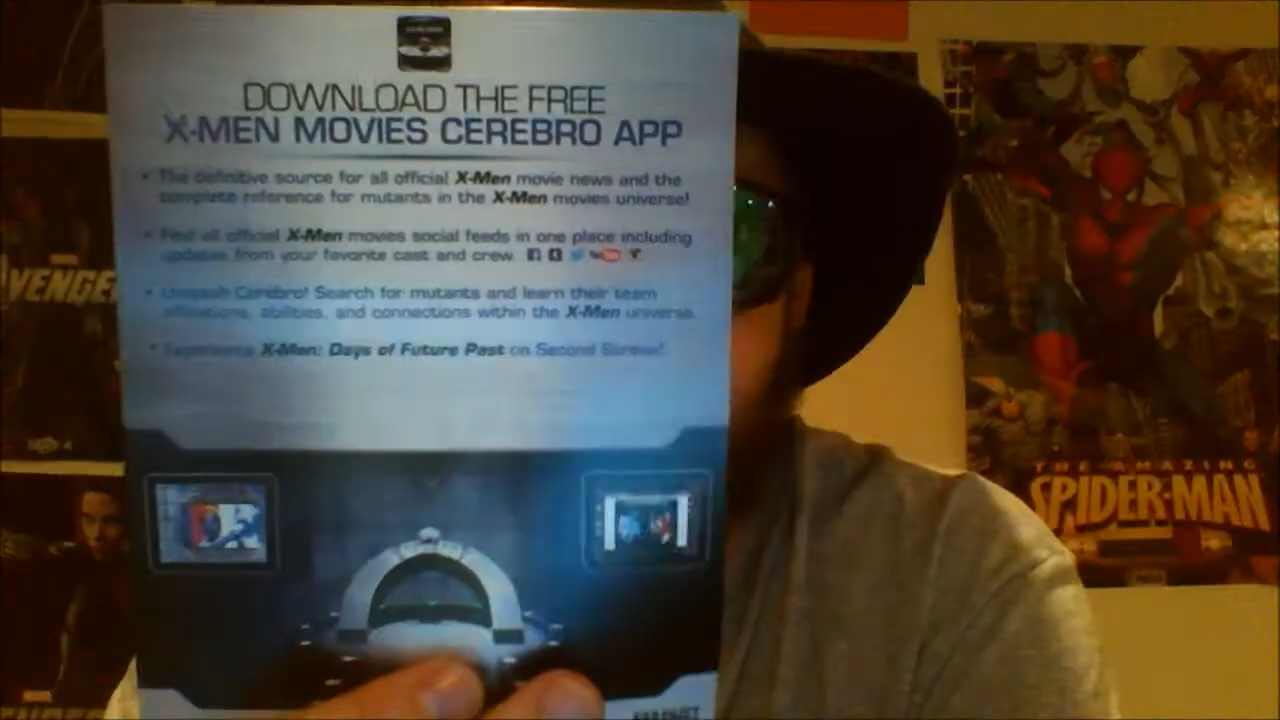 DOWNLOAD THE FREE
X-MEN MOVIES CEREBRO APP
• The definitive source for all official X-Men movie news and the
complete reference for mutants in the X-Men movies universe!
• Find all official X-Men movies social feeds in one place including
updates from your favorite cast and crew.
• Unleash Cerebro! Search for mutants and learn their team
affiliations, abilities, and connections within the X-Men universe.
• Experience X-Men: Days of Future Past on Second Screen!
AVENGE
THE AMAZING
SPIDER-MAN